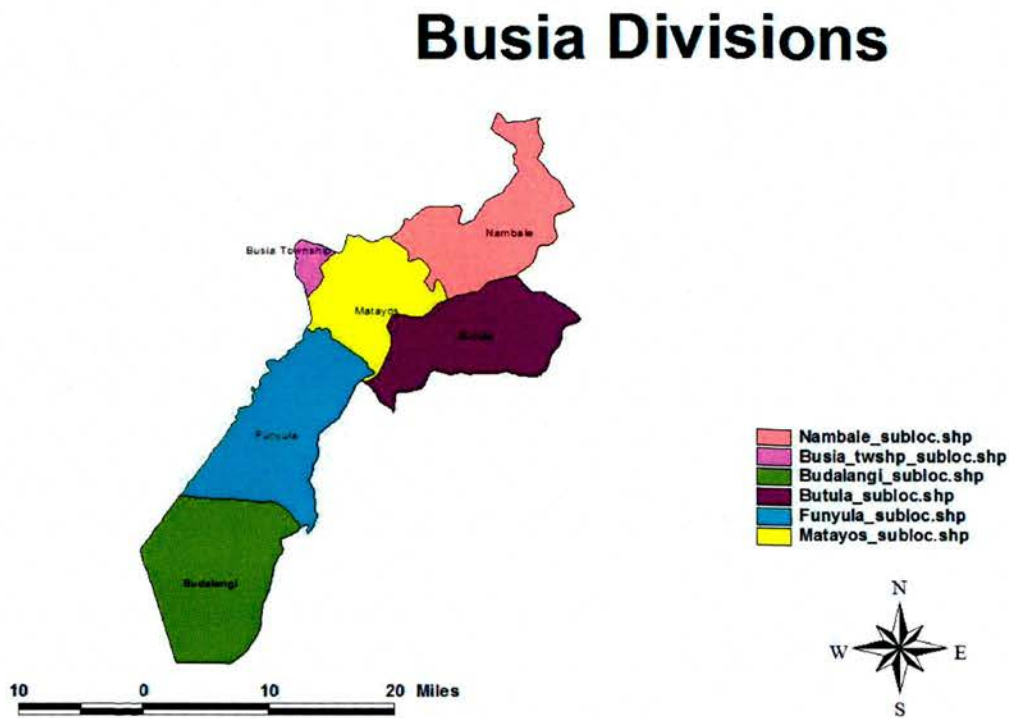 Busia Divisions
Nambale
Busia Township
Matayos
Butula
Funyula
Budalangi
Nambale_subloc.shp
Busia_twshp_subloc.shp
Budalangi_subloc.shp
Butula_subloc.shp
Funyula_subloc.shp
Matayos_subloc.shp
N
W E
S
10 0 10 20 Miles